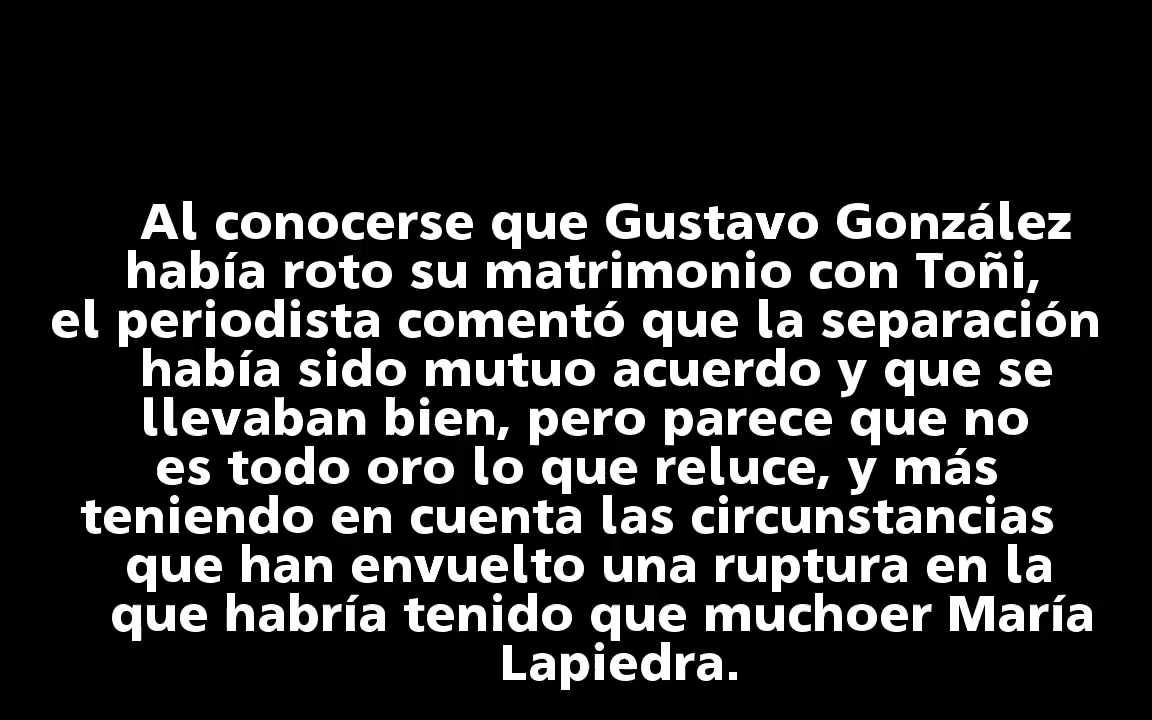 Al conocerse que Gustavo González
había roto su matrimonio con Toñi,
el periodista comentó que la separación
había sido mutuo acuerdo y que se
llevaban bien, pero parece que no
es todo oro lo que reluce, y más
teniendo en cuenta las circunstancias
que han envuelto una ruptura en la
que habría tenido que muchoer María
Lapiedra.